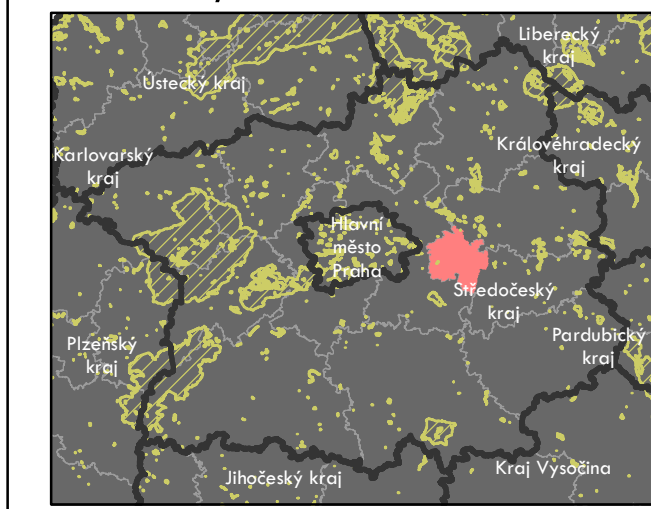 Liberecký
kraj
Ústecký kraj
Karlovarský
kraj
Královéhradecký
kraj
Hlavní
město
Praha
Středočeský
kraj
Plzeňský
kraj
Pardubický
kraj
Jihočeský kraj
Kraj Vysočina